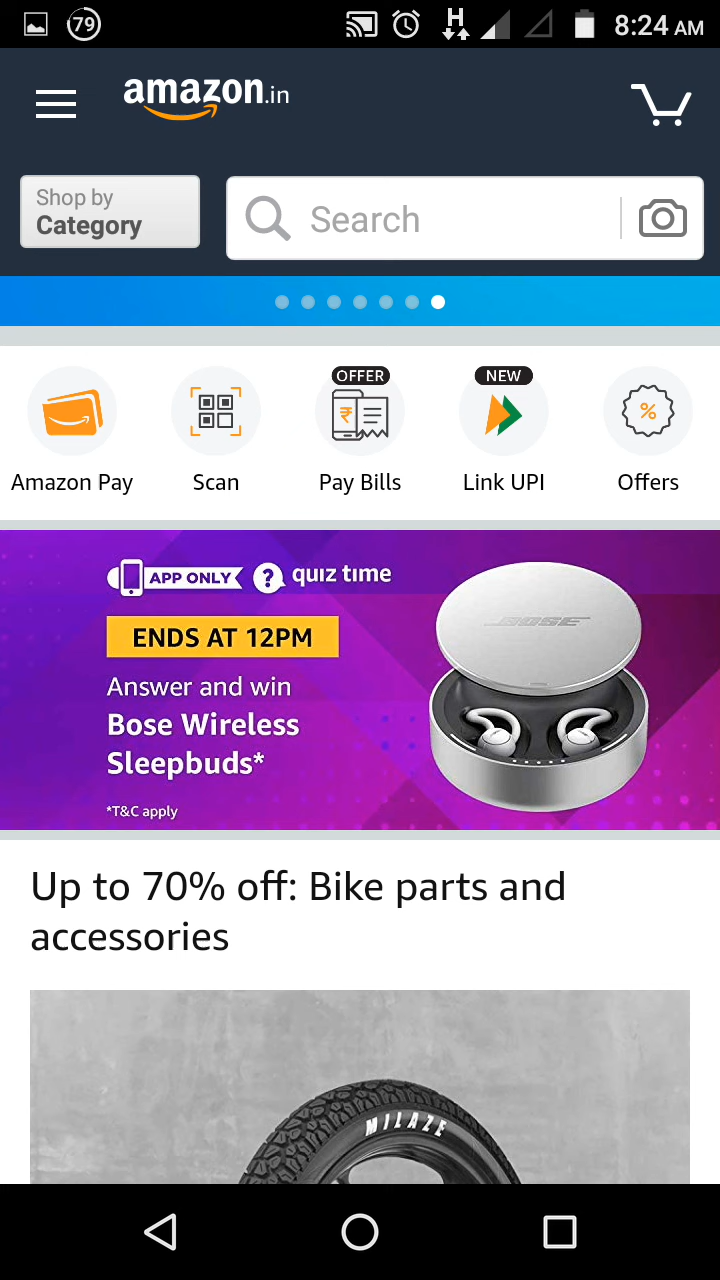 79
H
8:24 AM
amazon.in
Shop by
Category
Search
OFFER
NEW
₹
%
Amazon Pay
Scan
Pay Bills
Link UPI
Offers
APP ONLY ? quiz time
ENDS AT 12PM
Answer and win
Bose Wireless
Sleepbuds*
*T&C apply
BOSE
Up to 70% off: Bike parts and
accessories
MILAZE